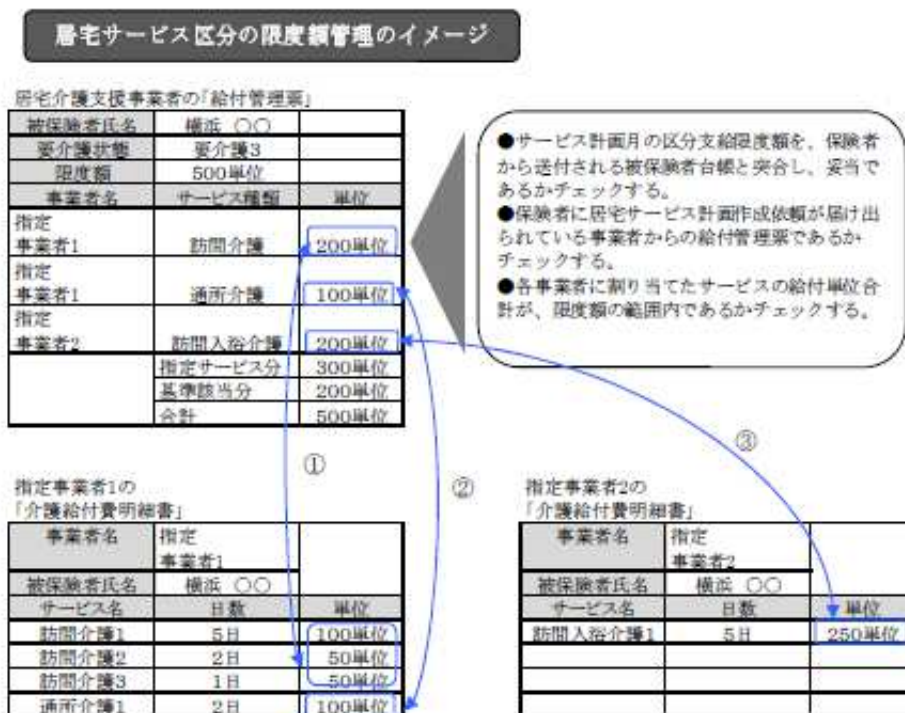 居宅サービス区分の限度額管理のイメージ
居宅介護支援事業者の「給付管理票」
被保険者氏名 横浜 〇〇
要介護状態 要介護3
限度額 500単位
事業者名 サービス種類 単位
指定
事業者1 訪問介護 200単位
指定
事業者1 通所介護 100単位
指定
事業者2 訪問入浴介護 200単位
指定サービス分 300単位
基準該当分 200単位
合計 500単位
●サービス計画月の区分支給限度額を、保険者
から送付される被保険者台帳と突合し、妥当で
あるかチェックする。
●保険者に居宅サービス計画作成依頼が届け出
られている事業者からの給付管理票であるか
チェックする。
●各事業者に割り当てたサービスの給付単位合
計が、限度額の範囲内であるかチェックする。
①
②
③
指定事業者1の
「介護給付費明細書」
事業者名 指定
事業者1
被保険者氏名 横浜 〇〇
サービス名 日数 単位
訪問介護1 5日 100単位
訪問介護2 2日 50単位
訪問介護3 1日 50単位
通所介護1 2日 100単位
指定事業者2の
「介護給付費明細書」
事業者名 指定
事業者2
被保険者氏名 横浜 〇〇
サービス名 日数 単位
訪問入浴介護1 5日 250単位